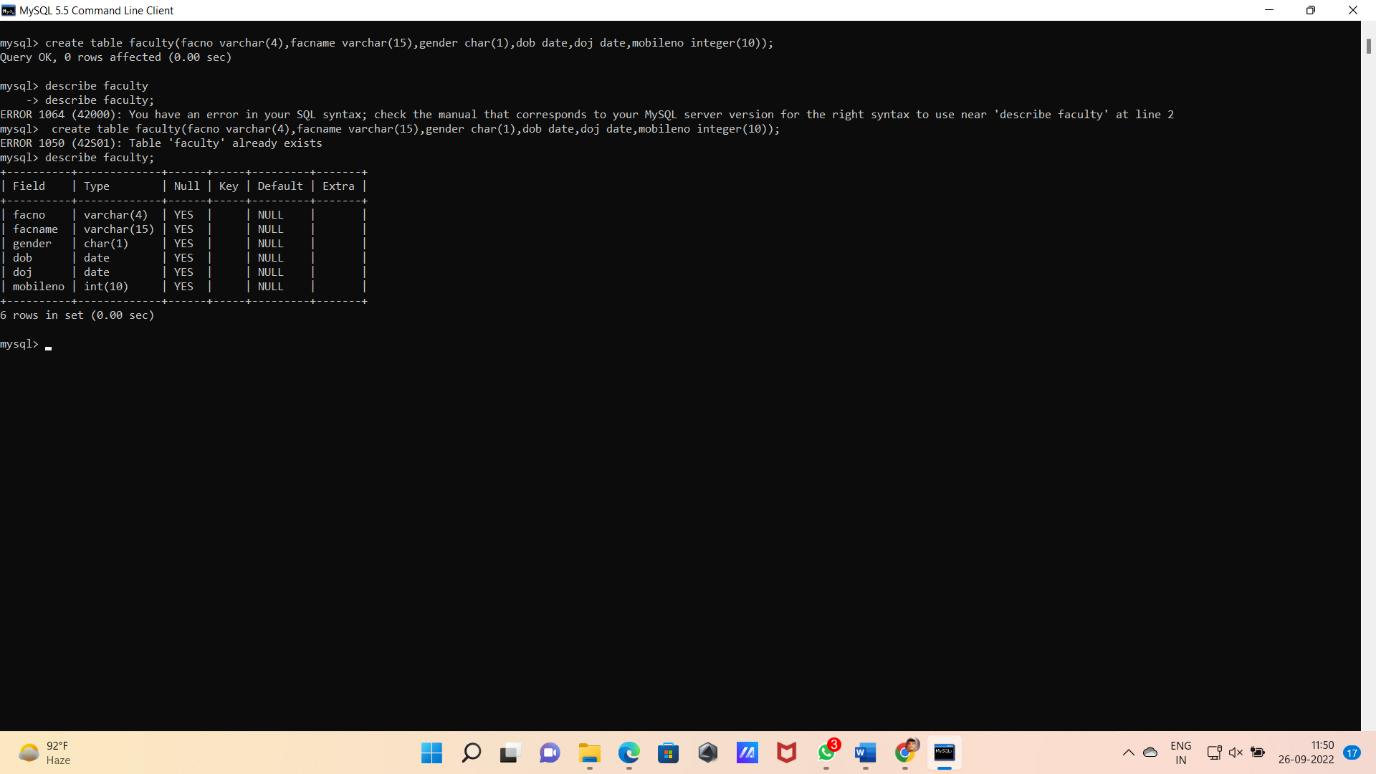 MySQL 5.5 Command Line Client
mysql> create table faculty(facno varchar(4),facname varchar(15),gender char(1),dob date,doj date,mobileno integer(10));
Query OK, 0 rows affected (0.00 sec)
mysql> describe faculty
    -> describe faculty;
ERROR 1064 (42000): You have an error in your SQL syntax; check the manual that corresponds to your MySQL server version for the right syntax to use near 'describe faculty' at line 2
mysql>  create table faculty(facno varchar(4),facname varchar(15),gender char(1),dob date,doj date,mobileno integer(10));
ERROR 1050 (42S01): Table 'faculty' already exists
mysql> describe faculty;
+----------+-------------+------+-----+---------+-------+
| Field    | Type        | Null | Key | Default | Extra |
+----------+-------------+------+-----+---------+-------+
| facno    | varchar(4)  | YES  |     | NULL    |       |
| facname  | varchar(15) | YES  |     | NULL    |       |
| gender   | char(1)     | YES  |     | NULL    |       |
| dob      | date        | YES  |     | NULL    |       |
| doj      | date        | YES  |     | NULL    |       |
| mobileno | int(10)     | YES  |     | NULL    |       |
+----------+-------------+------+-----+---------+-------+
6 rows in set (0.00 sec)
mysql>
92°F
Haze
3
W
MySQL
ENG
IN
11:50
26-09-2022
17